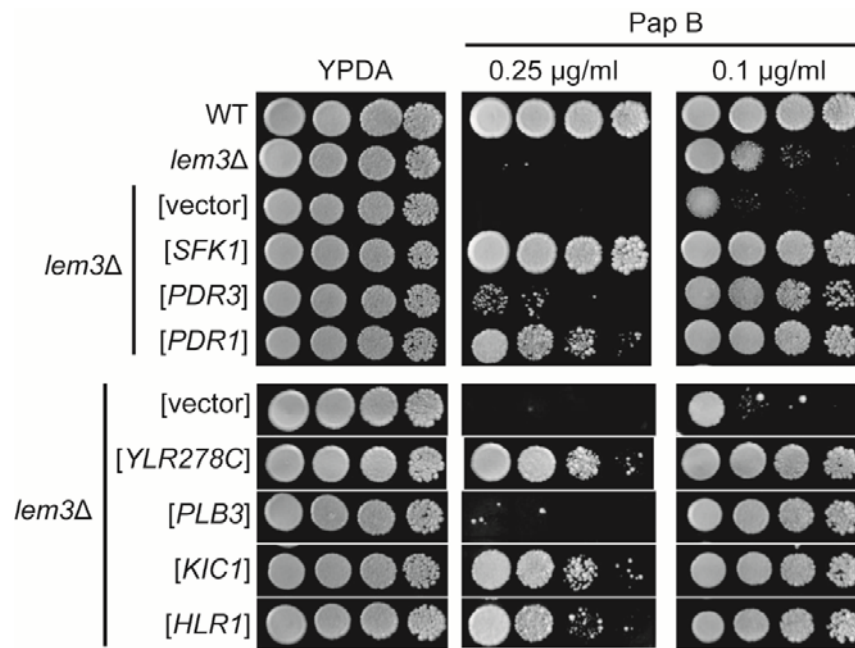 Pap B
YPDA 0.25 µg/ml 0.1 µg/ml
WT
lem3Δ
[vector]
[SFK1]
lem3Δ
[PDR3]
[PDR1]
[vector]
[YLR278C]
lem3Δ
[PLB3]
[KIC1]
[HLR1]